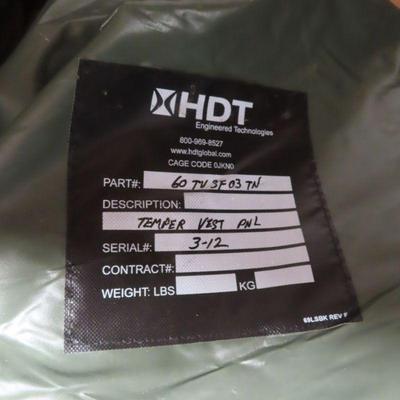 HDT
Engineered Technologies
800-969-8527
www.hdtglobal.com
CAGE CODE 0JKN0
PART#: 60 TV SF 03 TN
DESCRIPTION:
TEMPER VEST PNL
SERIAL#: 3-12
CONTRACT#:
WEIGHT: LBS KG
69LSBK REV F